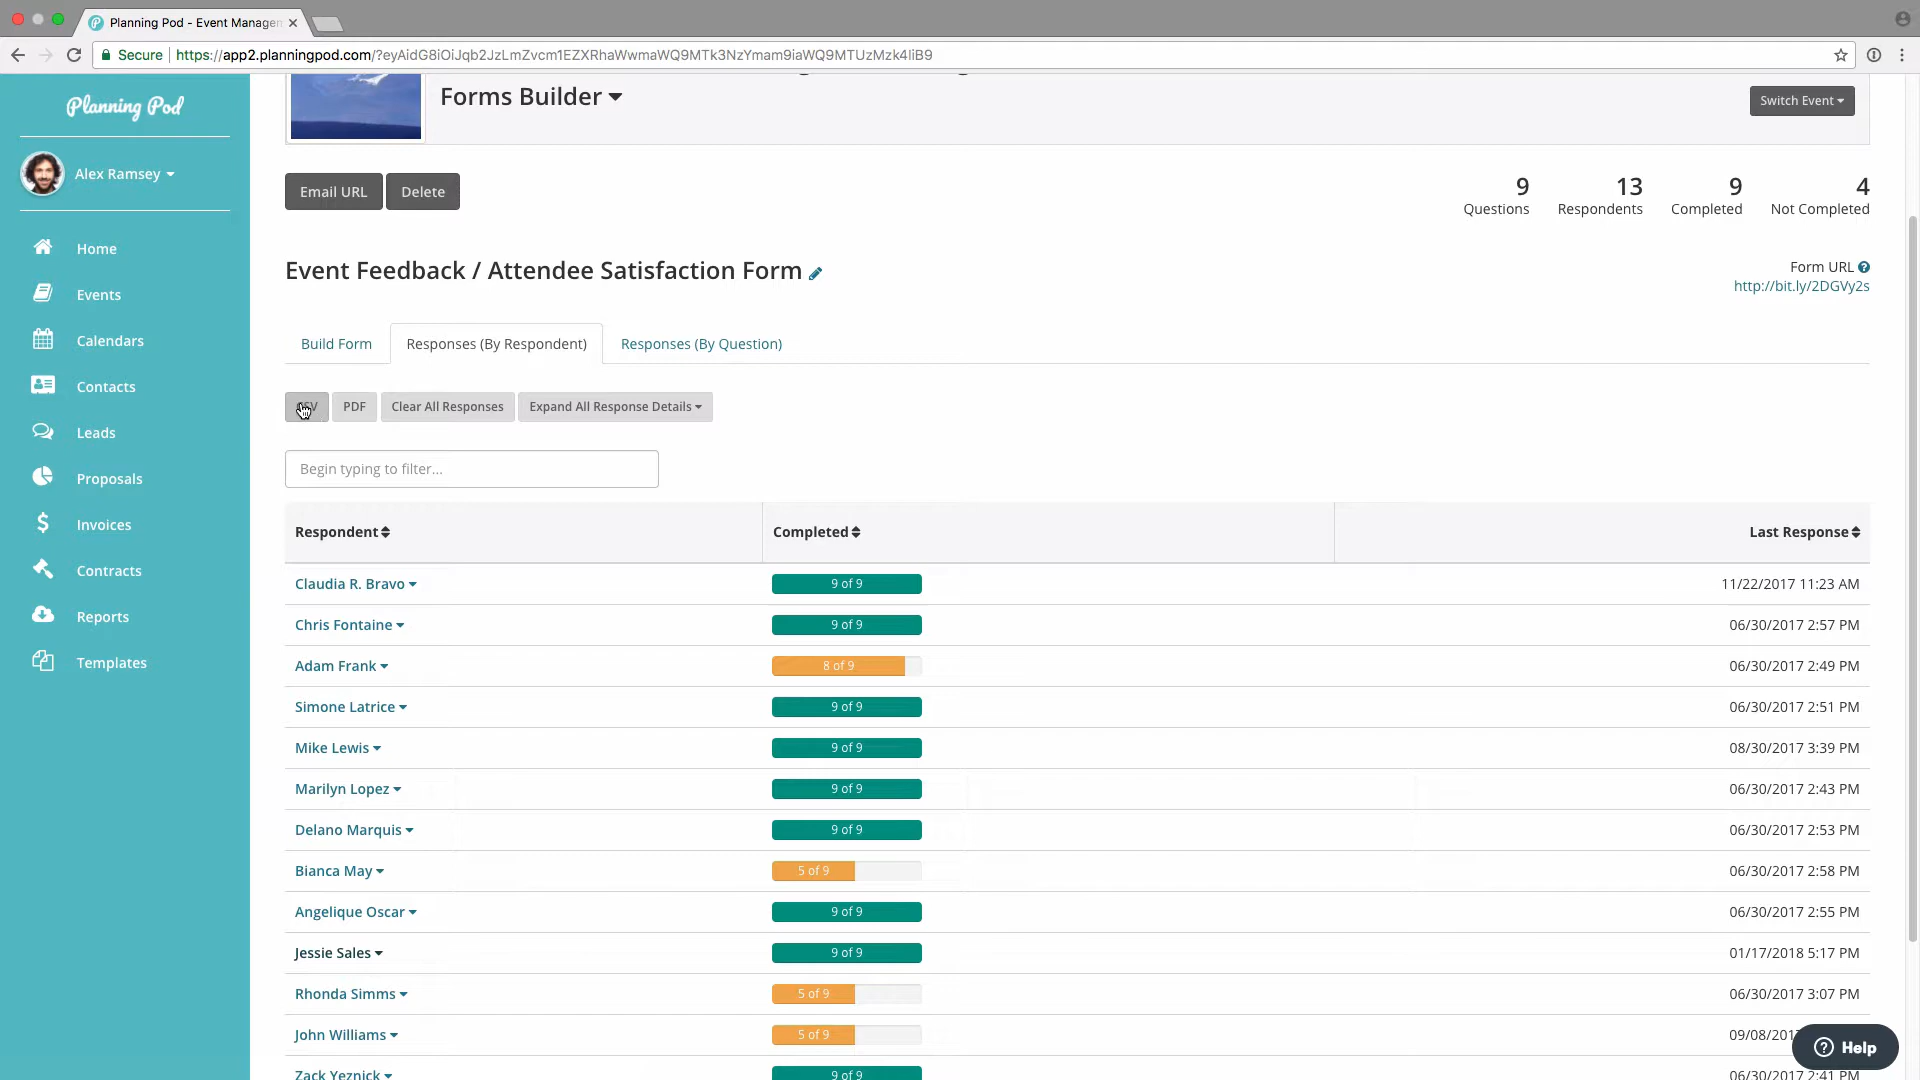 Planning Pod - Event Managem
Secure https://app2.planningpod.com/?eyAidG8iOiJqb2JzLmZvcm1EZXRhaWwmaWQ9MTk3NzYmam9iaWQ9MTUzMzk4IiB9
Planning Pod
Alex Ramsey
Home
Events
Calendars
Contacts
Leads
Proposals
Invoices
Contracts
Reports
Templates
Forms Builder
Switch Event
Email URL Delete
9 13 9 4
Questions Respondents Completed Not Completed
Event Feedback / Attendee Satisfaction Form
Form URL
http://bit.ly/2DGVy2s
Build Form Responses (By Respondent) Responses (By Question)
PDF Clear All Responses Expand All Response Details
Begin typing to filter...
Respondent Completed Last Response
Claudia R. Bravo 9 of 9 11/22/2017 11:23 AM
Chris Fontaine 9 of 9 06/30/2017 2:57 PM
Adam Frank 8 of 9 06/30/2017 2:49 PM
Simone Latrice 9 of 9 06/30/2017 2:51 PM
Mike Lewis 9 of 9 08/30/2017 3:39 PM
Marilyn Lopez 9 of 9 06/30/2017 2:43 PM
Delano Marquis 9 of 9 06/30/2017 2:53 PM
Bianca May 5 of 9 06/30/2017 2:58 PM
Angelique Oscar 9 of 9 06/30/2017 2:55 PM
Jessie Sales 9 of 9 01/17/2018 5:17 PM
Rhonda Simms 5 of 9 06/30/2017 3:07 PM
John Williams 5 of 9 09/08/201
Zack Yeznick 9 of 9 06/30/2017 2:41 PM
Help